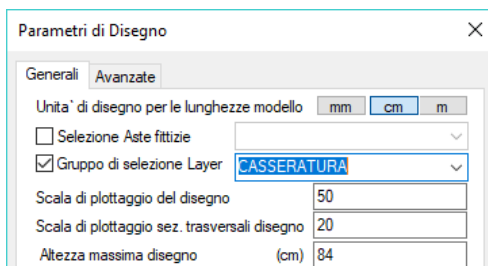 Parametri di Disegno
Generali Avanzate
Unita` di disegno per le lunghezze modello mm cm m
Selezione Aste fittizie
Gruppo di selezione Layer CASSERATURA
Scala di plottaggio del disegno 50
Scala di plottaggio sez. trasversali disegno 20
Altezza massima disegno (cm) 84